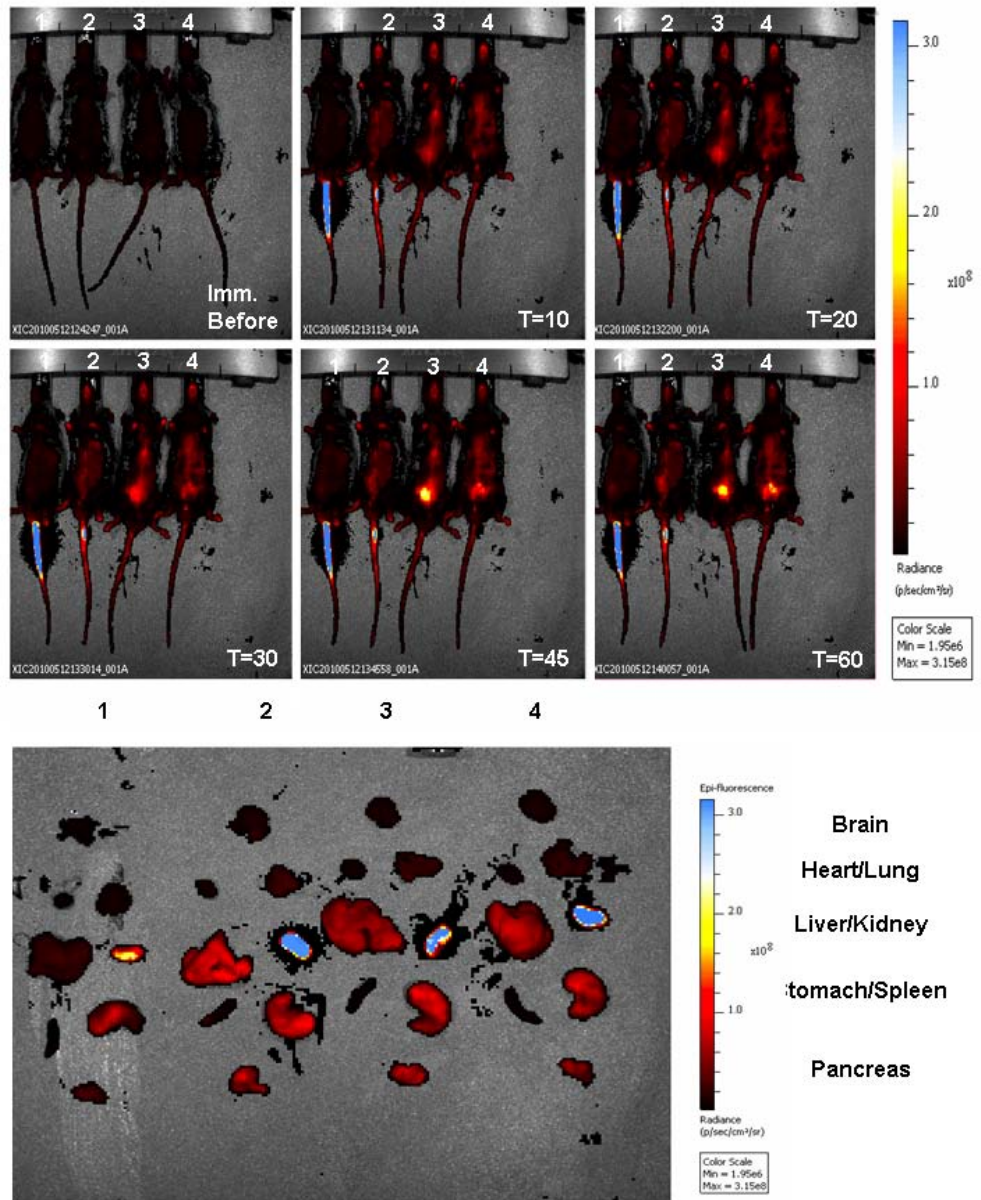 1 2 3 4
Imm.
Before
XIC20100512124247_001A
1 2 3 4
T=10
XIC20100512131134_001A
1 2 3 4
T=20
XIC20100512132200_001A
1 2 3 4
T=30
XIC20100512133014_001A
1 2 3 4
T=45
XIC20100512134558_001A
1 2 3 4
T=60
XIC20100512140057_001A
3.0
2.0
x10⁸
1.0
Radiance
(p/sec/cm²/sr)
Color Scale
Min = 1.95e6
Max = 3.15e8
1 2 3 4
Epi-fluorescence
3.0
2.0
x10⁸
1.0
Radiance
(p/sec/cm²/sr)
Color Scale
Min = 1.95e6
Max = 3.15e8
Brain
Heart/Lung
Liver/Kidney
tomach/Spleen
Pancreas